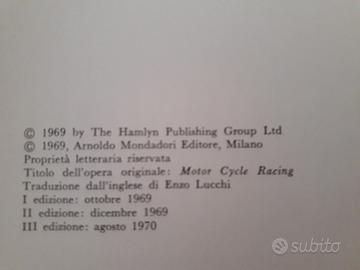 © 1969 by The Hamlyn Publishing Group Ltd
© 1969, Arnoldo Mondadori Editore, Milano
Proprietà letteraria riservata
Titolo dell'opera originale: Motor Cycle Racing
Traduzione dall'inglese di Enzo Lucchi
I edizione: ottobre 1969
II edizione: dicembre 1969
III edizione: agosto 1970
subito